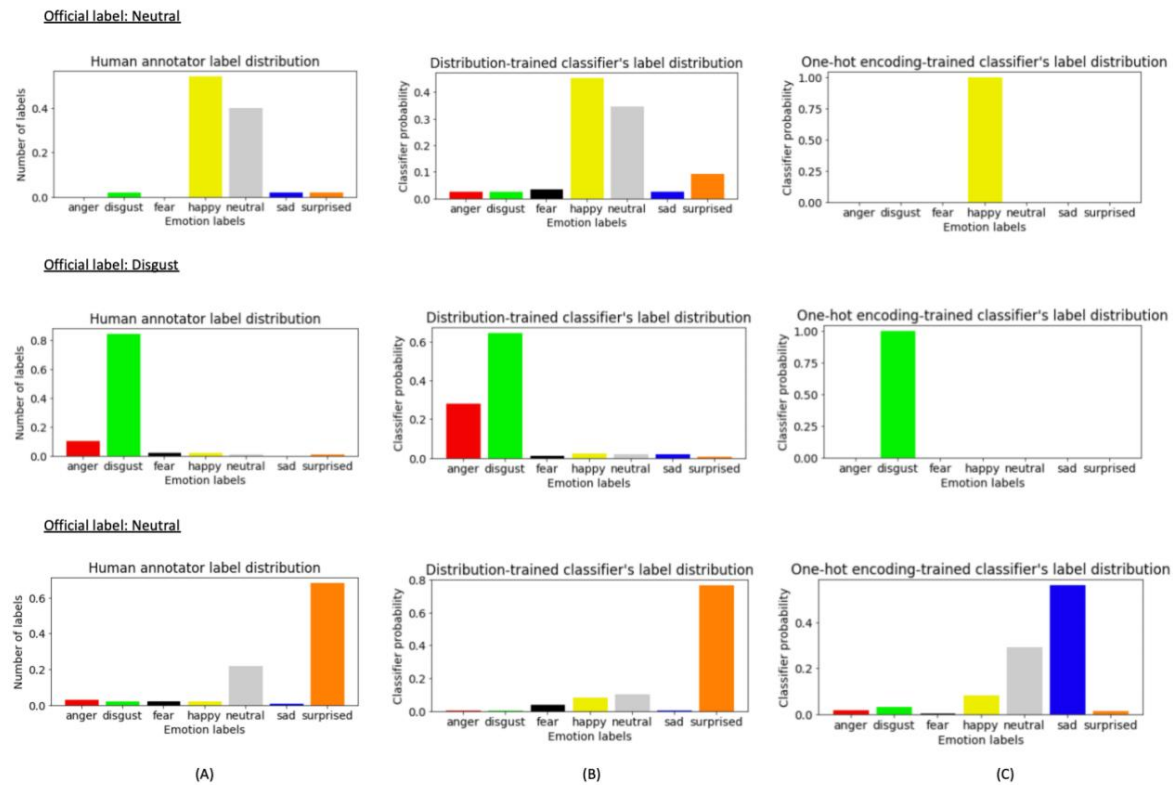 Official label: Neutral
Human annotator label distribution
Number of labels
0.4
0.2
0.0
anger disgust fear happy neutral sad surprised
Emotion labels
Distribution-trained classifier's label distribution
Classifier probability
0.4
0.3
0.2
0.1
0.0
anger disgust fear happy neutral sad surprised
Emotion labels
One-hot encoding-trained classifier's label distribution
Classifier probability
1.00
0.75
0.50
0.25
0.00
anger disgust fear happy neutral sad surprised
Emotion labels
Official label: Disgust
Human annotator label distribution
Number of labels
0.8
0.6
0.4
0.2
0.0
anger disgust fear happy neutral sad surprised
Emotion labels
Distribution-trained classifier's label distribution
Classifier probability
0.6
0.4
0.2
0.0
anger disgust fear happy neutral sad surprised
Emotion labels
One-hot encoding-trained classifier's label distribution
Classifier probability
1.00
0.75
0.50
0.25
0.00
anger disgust fear happy neutral sad surprised
Emotion labels
Official label: Neutral
Human annotator label distribution
Number of labels
0.6
0.4
0.2
0.0
anger disgust fear happy neutral sad surprised
Emotion labels
Distribution-trained classifier's label distribution
Classifier probability
0.8
0.6
0.4
0.2
0.0
anger disgust fear happy neutral sad surprised
Emotion labels
One-hot encoding-trained classifier's label distribution
Classifier probability
0.4
0.2
0.0
anger disgust fear happy neutral sad surprised
Emotion labels
(A)
(B)
(C)